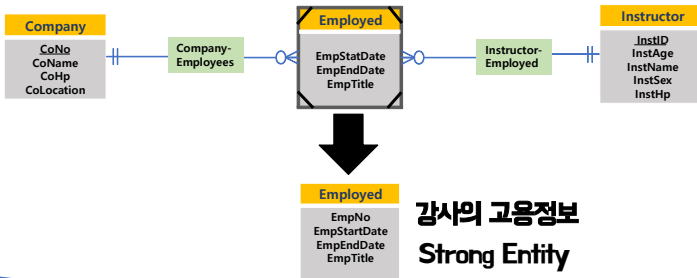 Company
CoNo
CoName
CoHp
CoLocation
Company-
Employees
Employed
EmpStatDate
EmpEndDate
EmpTitle
Instructor-
Employed
Instructor
InstID
InstAge
InstName
InstSex
InstHp
Employed
EmpNo
EmpStartDate
EmpEndDate
EmpTitle
강사의 고용정보
Strong Entity